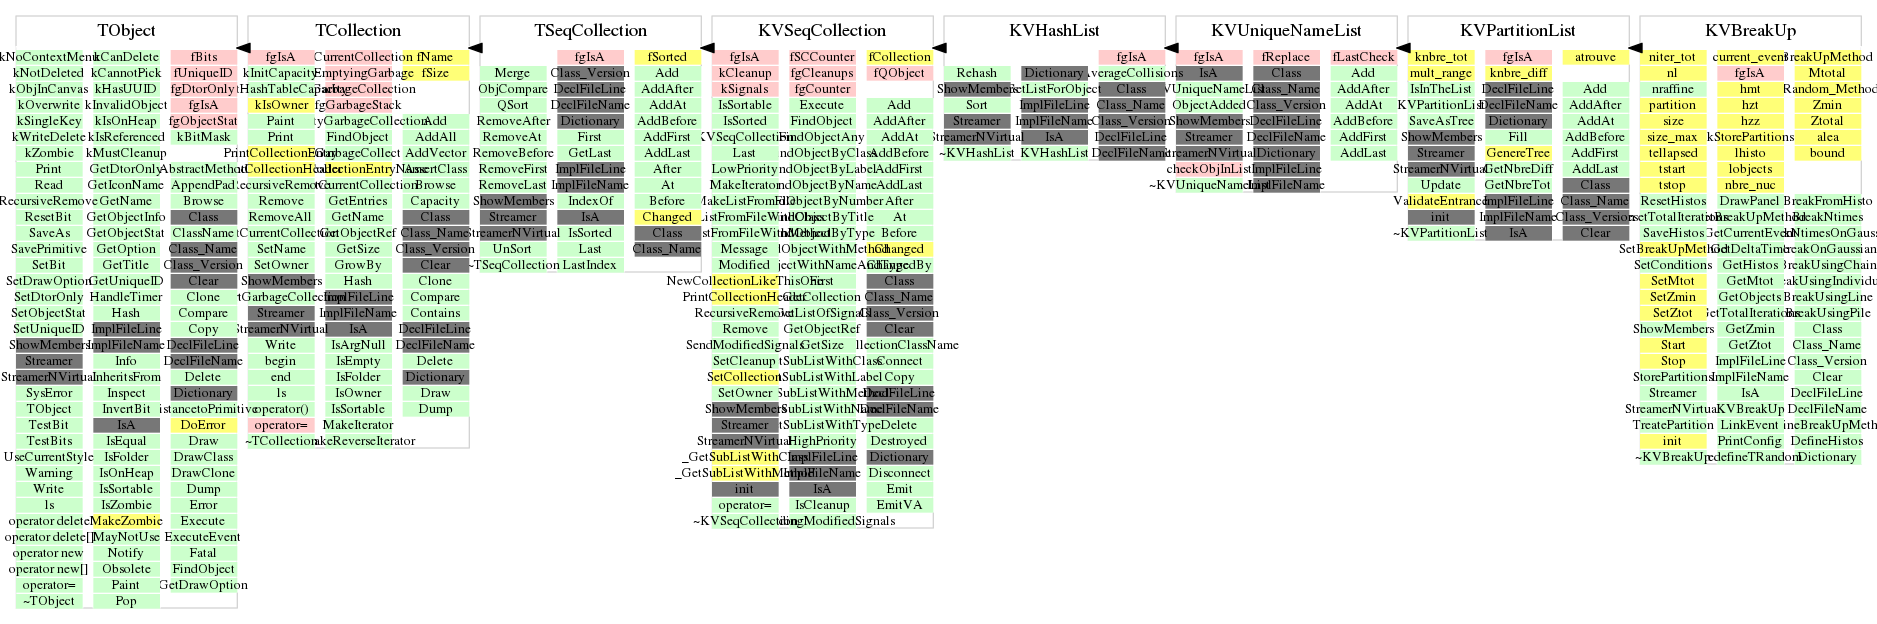 TObject
kNoContextMenu
kNotDeleted
kObjInCanvas
kOverwrite
kSingleKey
kWriteDelete
kZombie
Print
Read
RecursiveRemove
ResetBit
SaveAs
SavePrimitive
SetBit
SetDrawOption
SetDtorOnly
SetObjectStat
SetUniqueID
ShowMembers
Streamer
StreamerNVirtual
SysError
TObject
TestBit
TestBits
UseCurrentStyle
Warning
Write
ls
operator delete
operator delete[]
operator new
operator new[]
operator=
~TObject
kCanDelete
kCannotPick
kHasUUID
kInvalidObject
kIsOnHeap
kIsReferenced
kMustCleanup
GetDtorOnly
GetIconName
GetName
GetObjectInfo
GetObjectStat
GetOption
GetTitle
GetUniqueID
HandleTimer
Hash
ImplFileLine
ImplFileName
Info
InheritsFrom
Inspect
InvertBit
IsA
IsEqual
IsFolder
IsOnHeap
IsSortable
IsZombie
MakeZombie
MayNotUse
Notify
Obsolete
Paint
Pop
fBits
fUniqueID
fgDtorOnly
fgIsA
fgObjectStat
kBitMask
AbstractMethod
AppendPad
Browse
Class
ClassName
Class_Name
Class_Version
Clear
Clone
Compare
Copy
DeclFileLine
DeclFileName
Delete
Dictionary
DistancetoPrimitive
DoError
Draw
DrawClass
DrawClone
Dump
Error
Execute
ExecuteEvent
Fatal
FindObject
GetDrawOption
TCollection
fgIsA
kInitCapacity
kIsOwner
Paint
Print
PrintCollectionEntry
RecursiveRemove
Remove
RemoveAll
SetName
SetOwner
ShowMembers
Streamer
StreamerNVirtual
Write
begin
end
ls
operator()
operator=
~TCollection
fgCurrentCollection
fgEmptyingGarbage
fgGarbageCollection
fgGarbageStack
FindObject
GarbageCollect
GetCurrentCollection
GetEntries
GetName
GetObjectRef
GetSize
GrowBy
Hash
ImplFileLine
ImplFileName
IsA
IsArgNull
IsEmpty
IsFolder
IsOwner
IsSortable
MakeIterator
MakeReverseIterator
fName
fSize
Add
AddAll
AddVector
AssertClass
Browse
Capacity
Class
Class_Name
Class_Version
Clear
Clone
Compare
Contains
DeclFileLine
DeclFileName
Delete
Dictionary
Draw
Dump
TSeqCollection
Merge
ObjCompare
QSort
RemoveAfter
RemoveAt
RemoveBefore
RemoveFirst
RemoveLast
ShowMembers
Streamer
StreamerNVirtual
UnSort
~TSeqCollection
fgIsA
Class_Version
DeclFileLine
DeclFileName
Dictionary
First
GetLast
ImplFileLine
ImplFileName
IndexOf
IsA
IsSorted
Last
LastIndex
fSorted
Add
AddAfter
AddAt
AddBefore
AddFirst
AddLast
After
At
Before
Changed
Class
Class_Name
KVSeqCollection
fgIsA
kCleanup
kSignals
IsSortable
IsSorted
KVSeqCollection
Last
LowPriority
MakeIterator
Message
Modified
NewCollectionLikeThisOne
PrintCollectionHeader
RecursiveRemove
Remove
SendModifiedSignals
SetCleanup
SetCollection
SetOwner
ShowMembers
Streamer
StreamerNVirtual
_GetSubListWithClass
_GetSubListWithMethod
init
operator=
~KVSeqCollection
fSCCounter
fgCleanups
fgCounter
Execute
FindObject
FindObjectAny
FindObjectByClass
FindObjectByLabel
FindObjectByName
FindObjectByNumber
FindObjectByTitle
FindObjectByType
First
GetCollection
GetListOfSignals
GetObjectRef
GetSize
GetSubListWithClass
GetSubListWithLabel
GetSubListWithMethod
GetSubListWithName
GetSubListWithType
HighPriority
ImplFileLine
ImplFileName
IsA
IsCleanup
fCollection
fQObject
Add
AddAfter
AddAt
AddBefore
AddFirst
AddLast
After
At
Before
Changed
ChangedBy
Class
Class_Name
Class_Version
Clear
CollectionClassName
Connect
Copy
DeclFileLine
DeclFileName
Delete
Destroyed
Dictionary
Disconnect
Emit
EmitVA
KVHashList
Rehash
ShowMembers
Sort
Streamer
StreamerNVirtual
~KVHashList
Dictionary
GetListForObject
ImplFileLine
ImplFileName
IsA
KVHashList
fgIsA
AverageCollisions
Class
Class_Name
Class_Version
DeclFileLine
DeclFileName
KVUniqueNameList
fgIsA
IsA
KVUniqueNameList
ObjectAdded
ShowMembers
Streamer
StreamerNVirtual
checkObjInList
~KVUniqueNameList
fReplace
Class
Class_Name
Class_Version
DeclFileLine
DeclFileName
Dictionary
ImplFileLine
ImplFileName
fLastCheck
Add
AddAfter
AddAt
AddBefore
AddFirst
AddLast
KVPartitionList
knbre_tot
mult_range
IsInTheList
KVPartitionList
SaveAsTree
ShowMembers
Streamer
StreamerNVirtual
Update
ValidateEntrance
init
~KVPartitionList
fgIsA
knbre_diff
DeclFileLine
DeclFileName
Dictionary
Fill
GenereTree
GetNbreDiff
GetNbreTot
ImplFileLine
ImplFileName
IsA
atrouve
Add
AddAfter
AddAt
AddBefore
AddFirst
AddLast
Class
Class_Name
Class_Version
Clear
KVBreakUp
niter_tot
nl
nraffine
partition
size
size_max
tellapsed
tstart
tstop
ResetHistos
SetTotalIterations
SaveHistos
SetBreakUpMethod
SetConditions
SetMtot
SetZmin
SetZtot
ShowMembers
Start
Stop
StorePartitions
Streamer
StreamerNVirtual
TreatePartition
init
~KVBreakUp
current_event
fgIsA
hmt
hzt
hzz
kStorePartitions
lhisto
lobjects
nbre_nuc
DrawPanel
GetBreakUpMethod
GetCurrentEvent
GetDeltaTime
GetHistos
GetMtot
GetObjects
GetTotalIterations
GetZmin
GetZtot
ImplFileLine
ImplFileName
IsA
KVBreakUp
LinkEvent
PrintConfig
RedefineTRandom
BreakUpMethod
Mtotal
Random_Method
Zmin
Ztotal
alea
bound
BreakFromHisto
BreakNtimes
BreakNtimesOnGaussian
BreakOnGaussian
BreakUsingChain
BreakUsingIndividual
BreakUsingLine
BreakUsingPile
Class
Class_Name
Class_Version
Clear
DeclFileLine
DeclFileName
DefineBreakUpMethod
DefineHistos
Dictionary